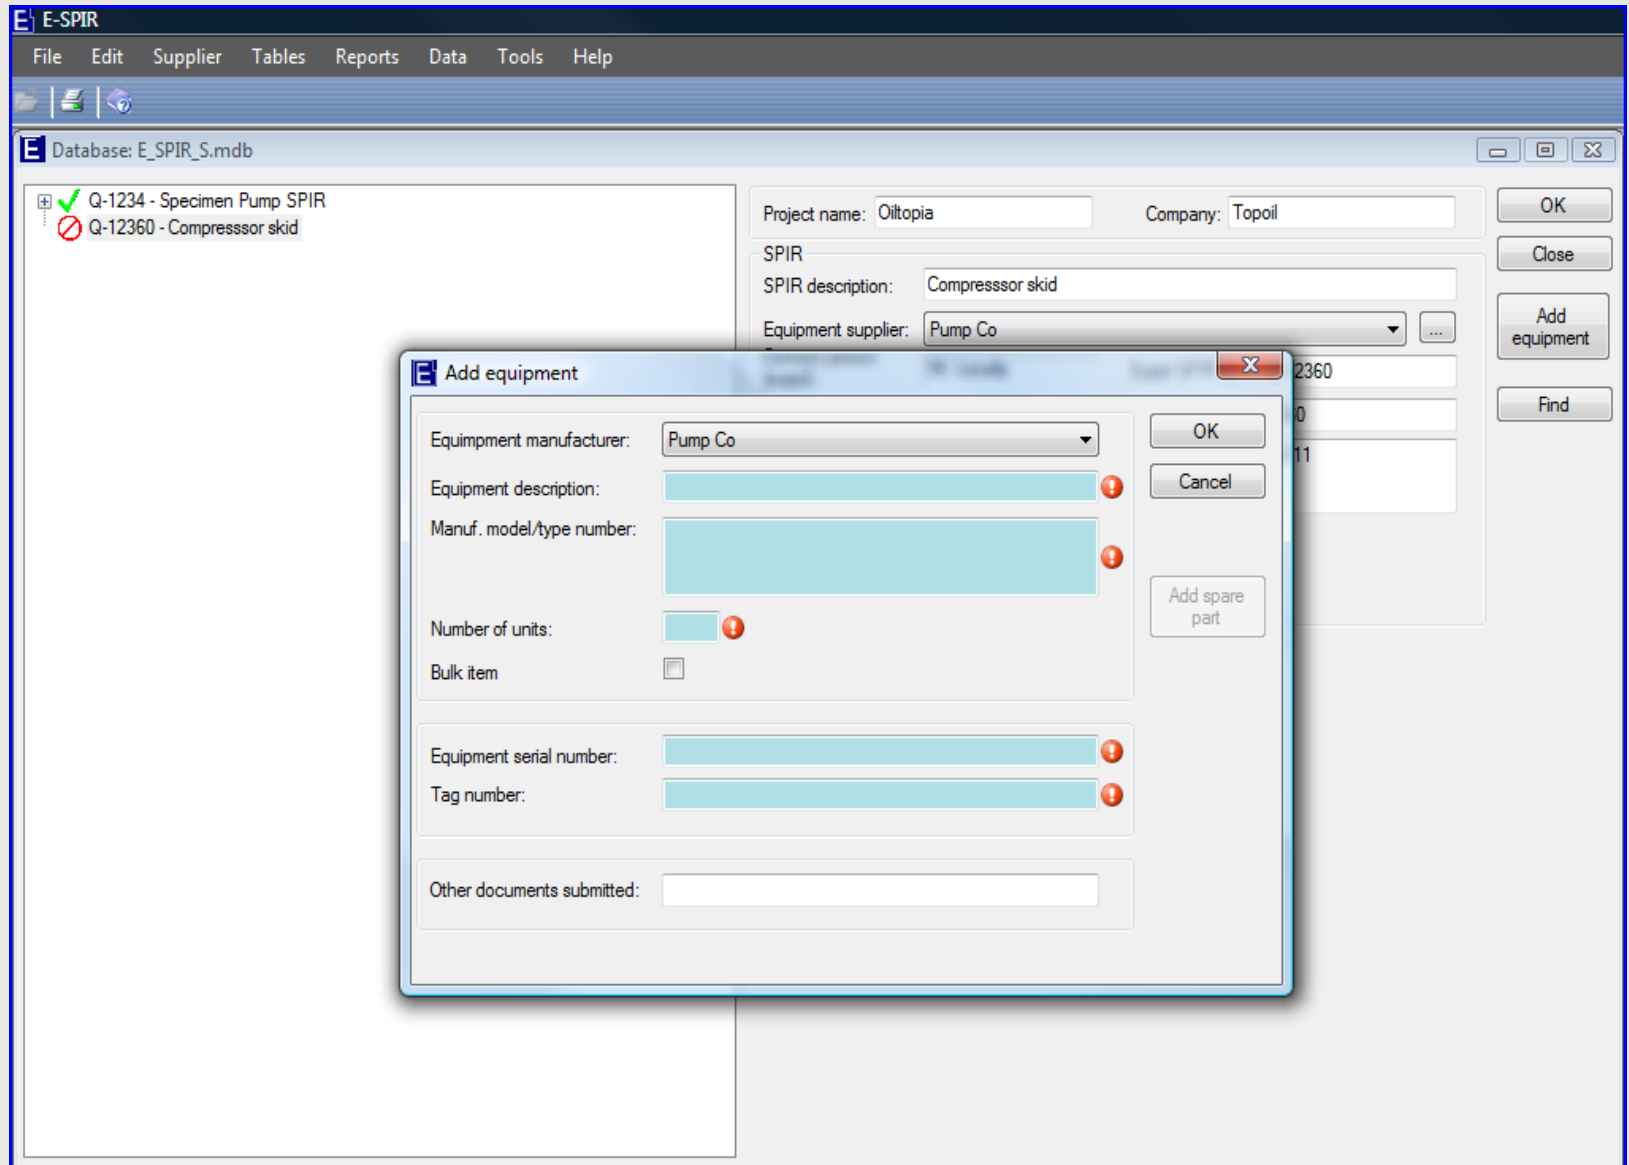 E-SPIR
File Edit Supplier Tables Reports Data Tools Help
Database: E_SPIR_S.mdb
Q-1234 - Specimen Pump SPIR
Q-12360 - Compresssor skid
Project name: Oiltopia Company: Topoil
SPIR
SPIR description: Compresssor skid
Equipment supplier: Pump Co ...
2360
0
11
OK
Close
Add
equipment
Find
Add equipment
Equimpment manufacturer: Pump Co
Equipment description:
Manuf. model/type number:
Number of units:
Bulk item
Equipment serial number:
Tag number:
Other documents submitted:
OK
Cancel
Add spare
part